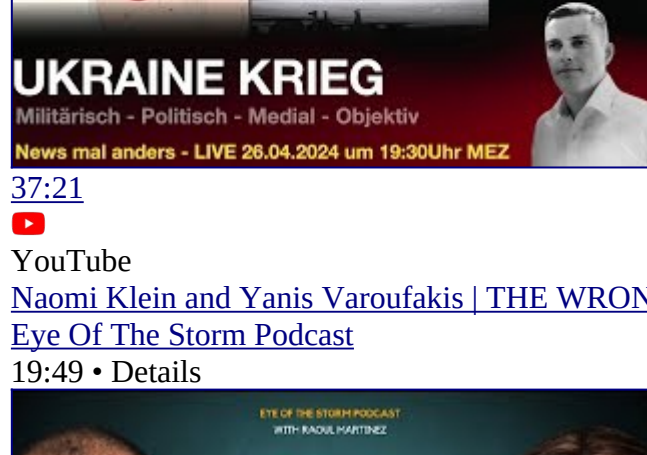 UKRAINE KRIEG
Militärisch - Politisch - Medial - Objektiv
News mal anders - LIVE 26.04.2024 um 19:30Uhr MEZ
37:21
YouTube
Naomi Klein and Yanis Varoufakis | THE WRON
Eye Of The Storm Podcast
19:49 • Details
EYE OF THE STORM PODCAST
WITH RAOUL MARTINEZ